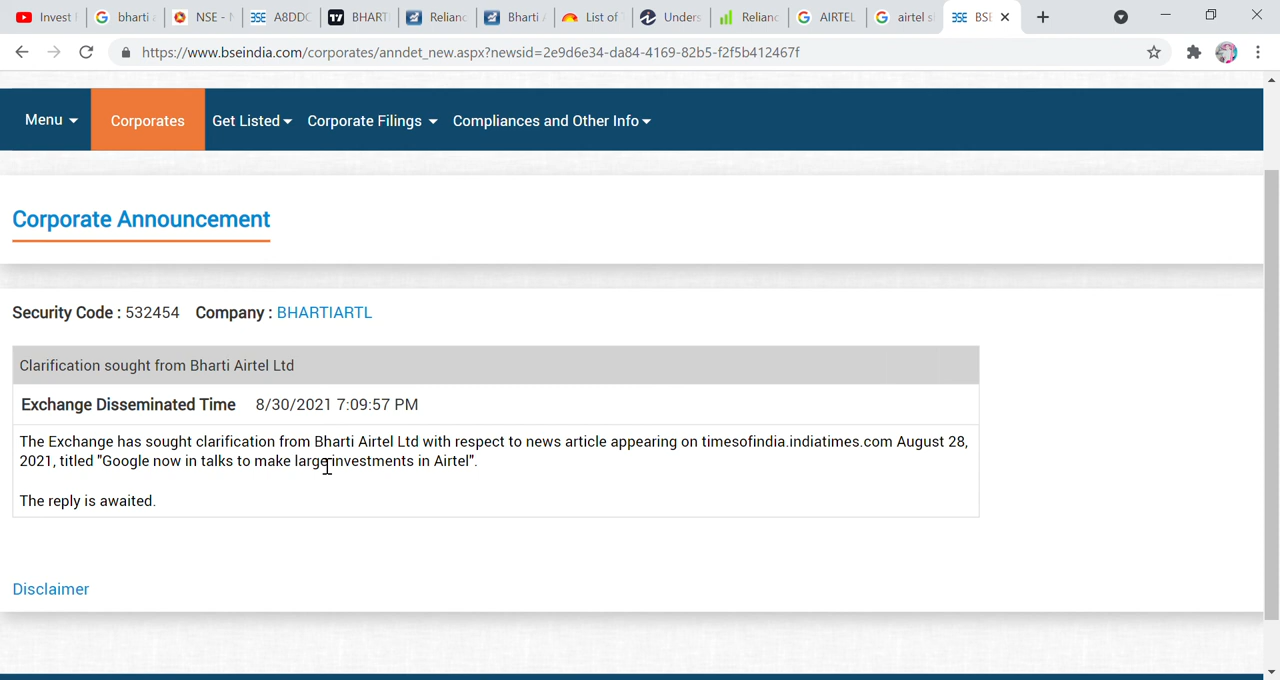 Invest
bharti
NSE -
A8DDC
BHART
Relianc
Bharti
List of
Unders
Relianc
AIRTEL
airtel s
BSE
https://www.bseindia.com/corporates/anndet_new.aspx?newsid=2e9d6e34-da84-4169-82b5-f2f5b412467f
Menu Corporates Get Listed Corporate Filings Compliances and Other Info
Corporate Announcement
Security Code : 532454 Company : BHARTIARTL
Clarification sought from Bharti Airtel Ltd
Exchange Disseminated Time 8/30/2021 7:09:57 PM
The Exchange has sought clarification from Bharti Airtel Ltd with respect to news article appearing on timesofindia.indiatimes.com August 28,
2021, titled "Google now in talks to make large investments in Airtel".
The reply is awaited.
Disclaimer